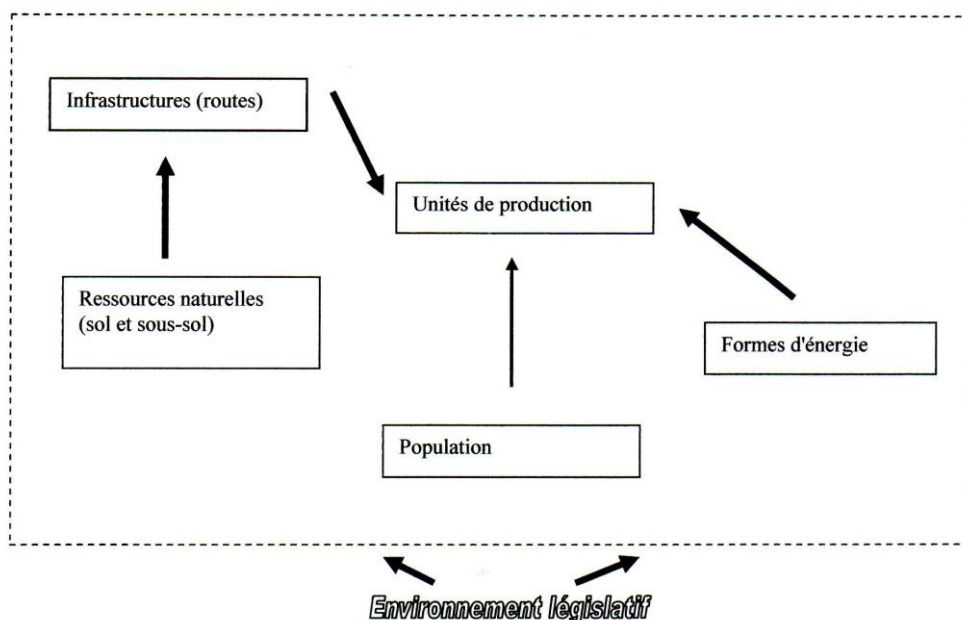 Infrastructures (routes)
Unités de production
Ressources naturelles
(sol et sous-sol)
Formes d'énergie
Population
Environnement législatif